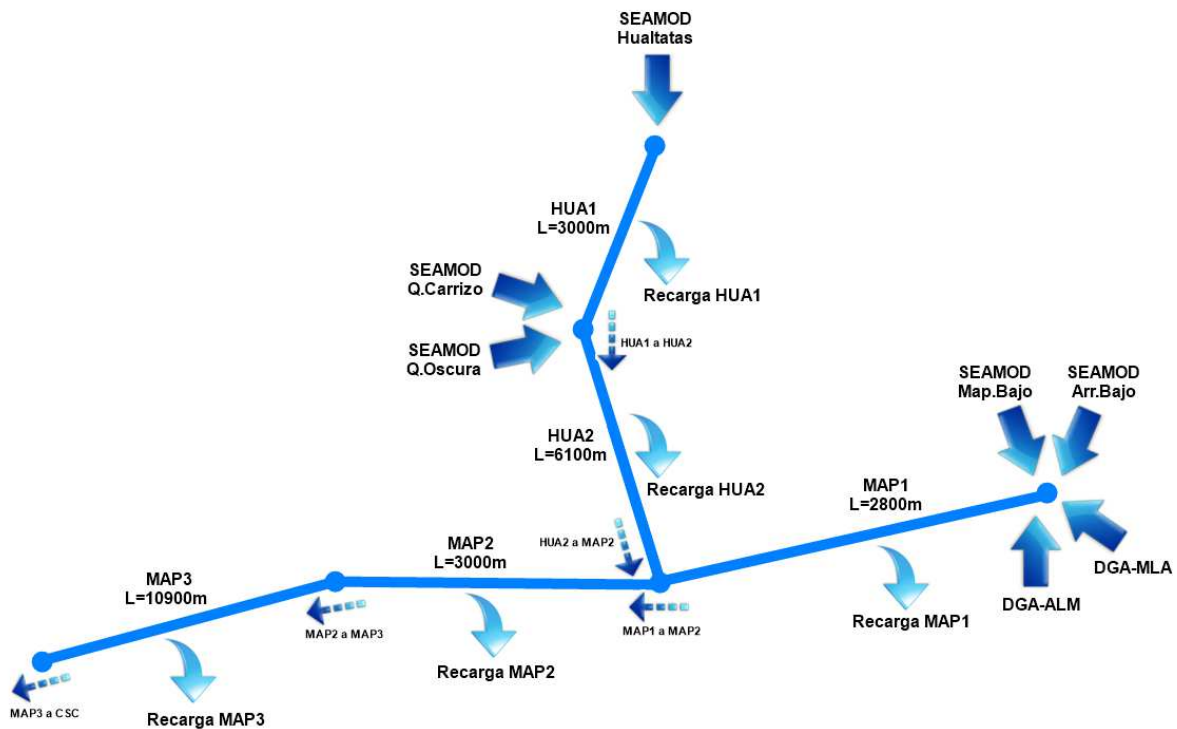 SEAMOD
Hualtatas
HUA1
L=3000m
SEAMOD
Q.Carrizo
Recarga HUA1
SEAMOD
Q.Oscura
HUA1 a HUA2
SEAMOD
Map.Bajo
SEAMOD
Arr.Bajo
HUA2
L=6100m
Recarga HUA2
MAP1
L=2800m
HUA2 a MAP2
MAP2
L=3000m
DGA-MLA
MAP3
L=10900m
DGA-ALM
Recarga MAP1
MAP2 a MAP3
MAP1 a MAP2
Recarga MAP2
MAP3 a CSC
Recarga MAP3